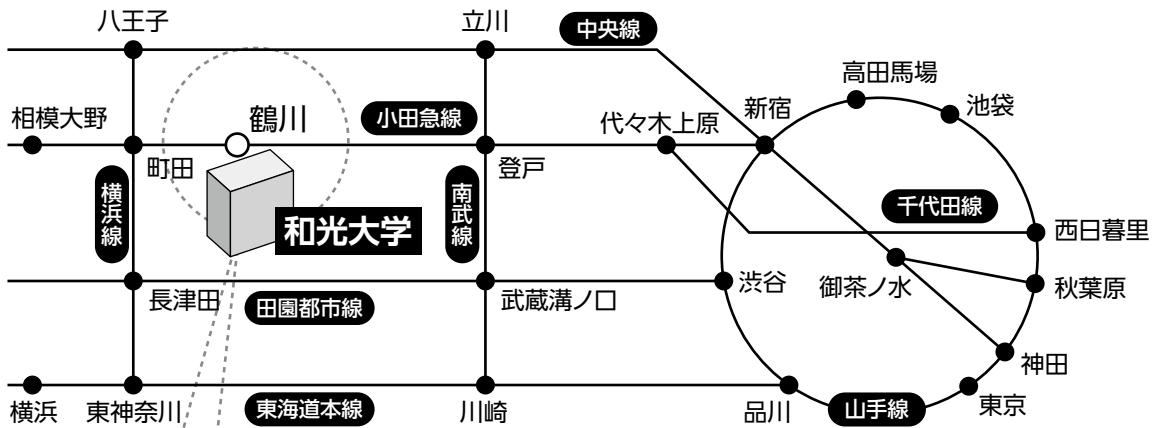 八王子
立川
中央線
高田馬場
池袋
新宿
代々木上原
相模大野
鶴川
小田急線
町田
登戸
横浜線
南武線
和光大学
千代田線
西日暮里
長津田
田園都市線
武蔵溝ノ口
渋谷
御茶ノ水
秋葉原
神田
東京
横浜
東神奈川
東海道本線
川崎
品川
山手線